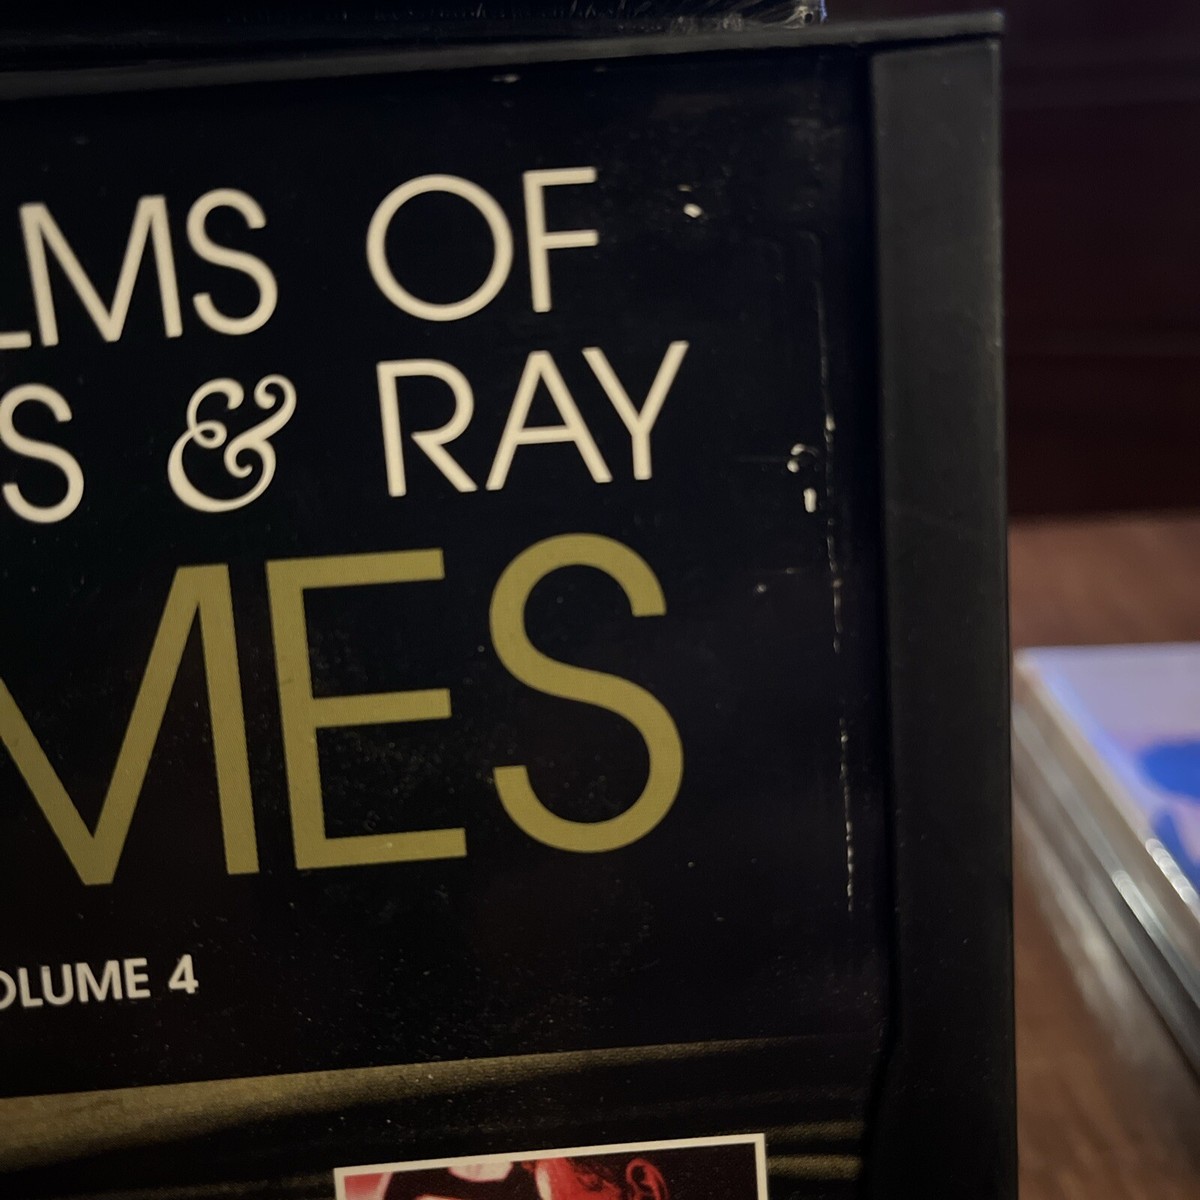 LMS OF
S & RAY
MES
OLUME 4